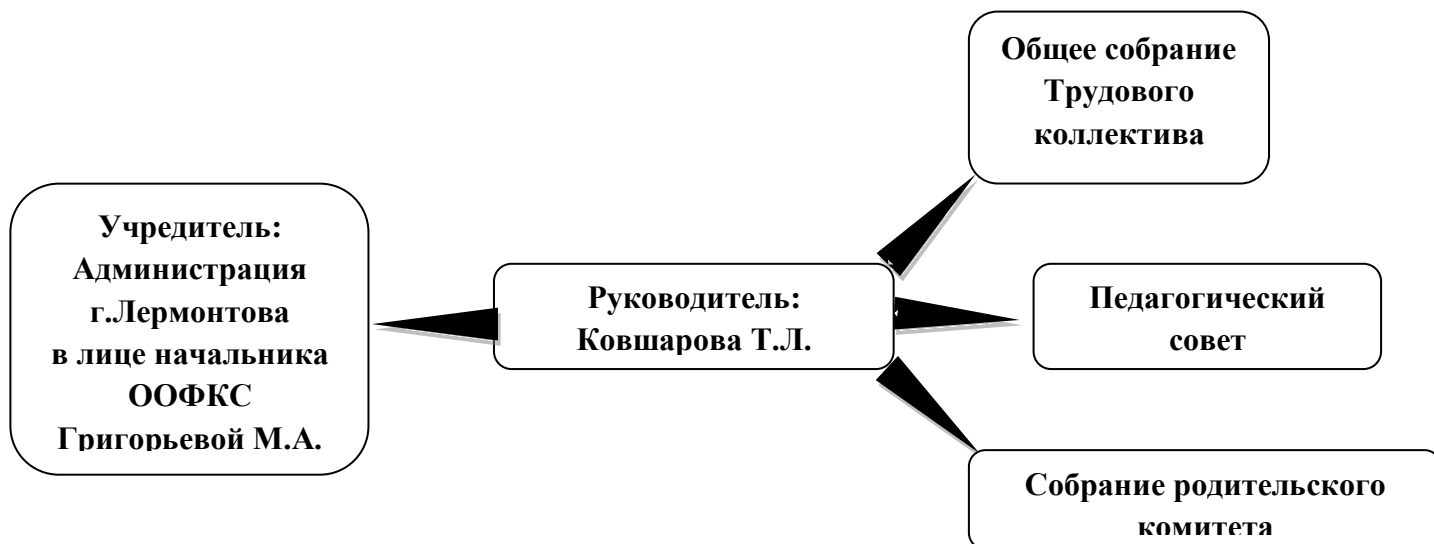 Общее собрание
Трудового
коллектива
Учредитель:
Администрация
г.Лермонтова
в лице начальника
ООФКС
Григорьевой М.А.
Руководитель:
Ковшарова Т.Л.
Педагогический
совет
Собрание родительского
комитета